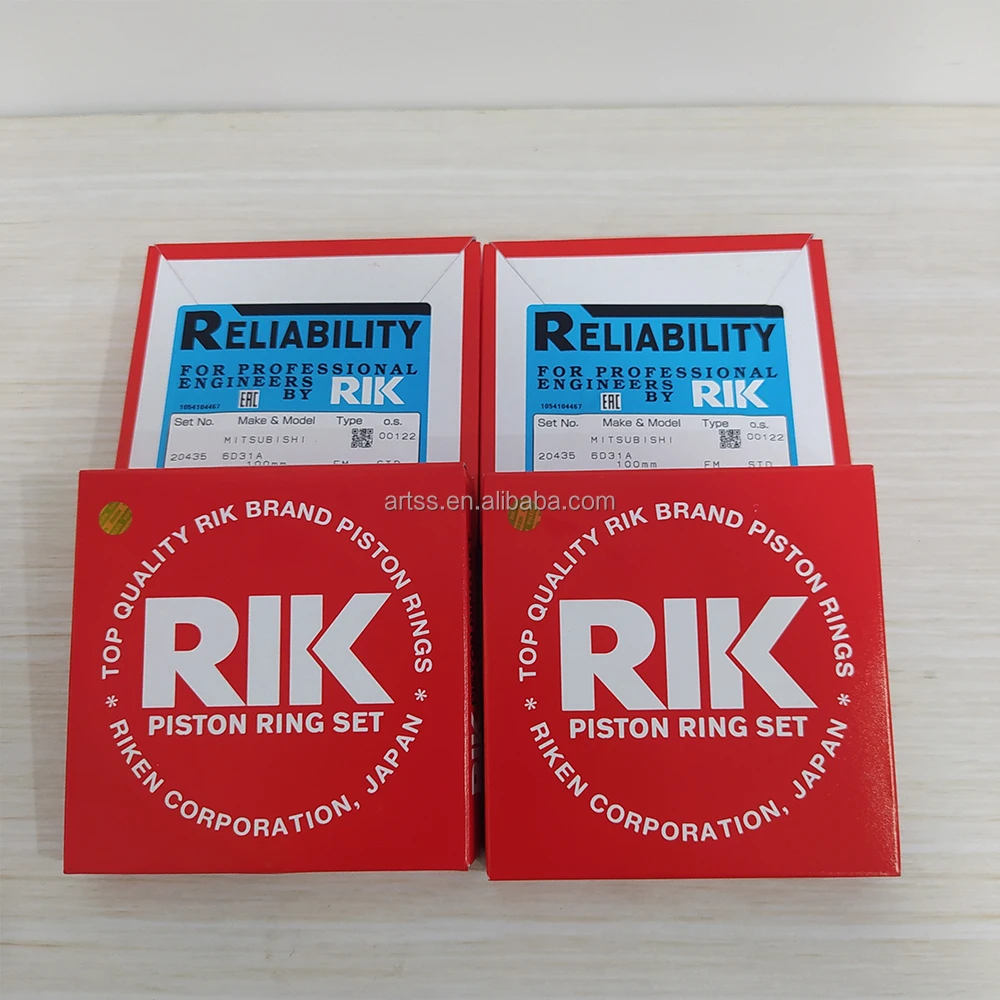 RELIABILITY
FOR PROFESSIONAL
ENGINEERS
BY RIK
1054104467
EAC
Set No. Make & Model Type o.s.
MITSUBISHI 00122
20435 6D31A
100mm FM STD
RELIABILITY
FOR PROFESSIONAL
ENGINEERS
BY RIK
1054104467
EAC
Set No. Make & Model Type o.s.
MITSUBISHI 00122
20435 6D31A
100mm FM STD
artss.en.alibaba.com
* TOP QUALITY RIK BRAND PISTON RINGS *
RIK
PISTON RING SET
RIKEN CORPORATION, JAPAN
* TOP QUALITY RIK BRAND PISTON RINGS *
RIK
PISTON RING SET
RIKEN CORPORATION, JAPAN